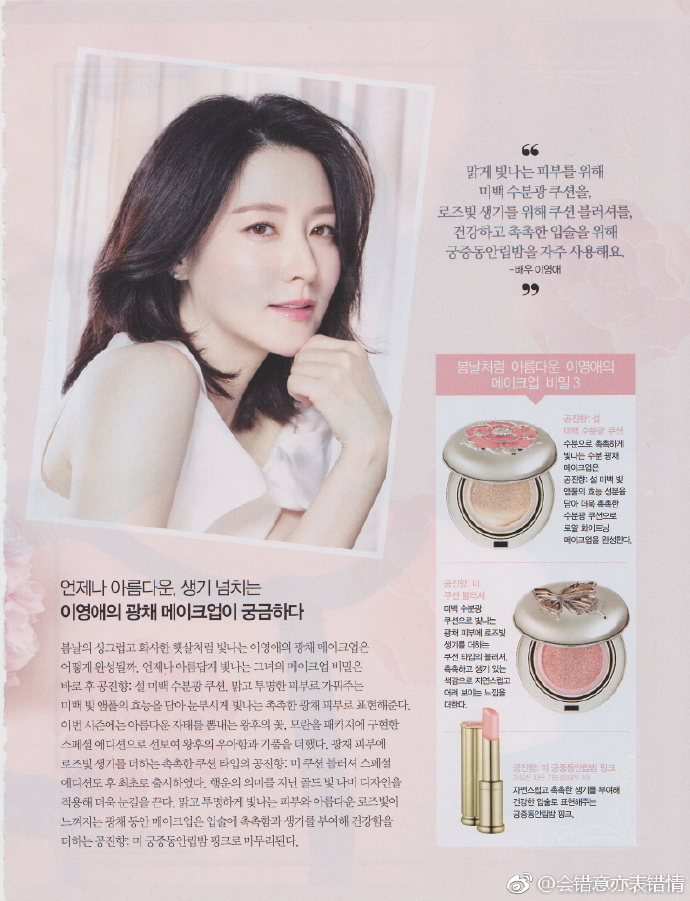 ❝
맑게 빛나는 피부를 위해
미백 수분광 쿠션을,
로즈빛 생기를 위해 쿠션 블러셔를,
건강하고 촉촉한 입술을 위해
궁중동안립밤을 자주 사용해요.
-배우 이영애
❞
봄날처럼 아름다운 이영애의
메이크업 비밀 3
공진향: 설
미백 수분광 쿠션
수분으로 촉촉하게
빛나는 수분 광채
메이크업은
공진향: 설 미백 빛
앰플의 효능 성분을
담아 더욱 촉촉한
수분광 쿠션으로
로얄 화이트닝
메이크업을 완성한다.
공진향: 미
쿠션 블러셔
미백 수분광
쿠션으로 빛나는
광채 피부에 로즈빛
생기를 더하는
쿠션 타입의 블러셔.
촉촉하고 생기 있는
색감으로 자연스럽고
어려 보이는 느낌을
더한다.
공진향: 미 궁중동안립밤 핑크
자연스럽고 촉촉한 생기를 부여해
건강한 입술로 표현해주는
궁중동안립밤 핑크.
언제나 아름다운, 생기 넘치는
이영애의 광채 메이크업이 궁금하다
봄날의 싱그럽고 화사한 햇살처럼 빛나는 이영애의 광채 메이크업은
어떻게 완성될까. 언제나 아름답게 빛나는 그녀의 메이크업 비밀은
바로 후 공진향: 설 미백 수분광 쿠션. 맑고 투명한 피부로 가꿔주는
미백 빛 앰플의 효능을 담아 눈부시게 빛나는 촉촉한 광채 피부로 표현해준다.
이번 시즌에는 아름다운 자태를 뽐내는 왕후의 꽃, 모란을 패키지에 구현한
스페셜 에디션으로 선보여 왕후의 우아함과 기품을 더했다. 광채 피부에
로즈빛 생기를 더하는 촉촉한 쿠션 타입의 공진향: 미 쿠션 블러셔 스페셜
에디션도 후 최초로 출시하였다. 행운의 의미를 지닌 골드 빛 나비 디자인을
적용해 더욱 눈길을 끈다. 맑고 투명하게 빛나는 피부와 아름다운 로즈빛이
느껴지는 광채 동안 메이크업은 입술에 촉촉함과 생기를 부여해 건강함을
더하는 공진향: 미 궁중동안립밤 핑크로 마무리된다.
@会错意亦表错情